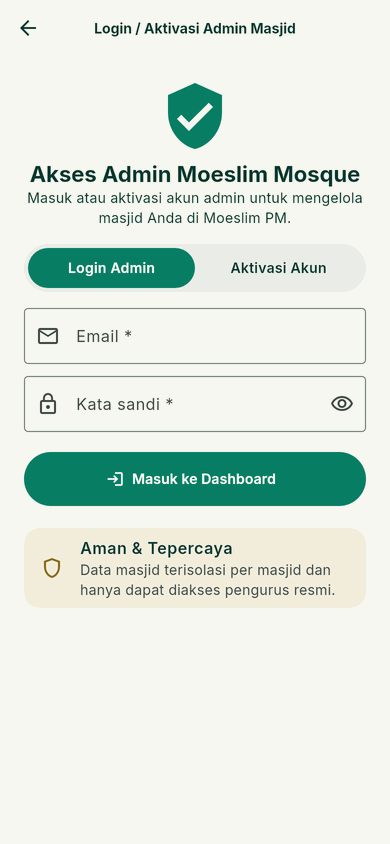 Login / Aktivasi Admin Masjid
Akses Admin Moeslim Mosque
Masuk atau aktivasi akun admin untuk mengelola
masjid Anda di Moeslim PM.
Login Admin
Aktivasi Akun
Email *
Kata sandi *
Masuk ke Dashboard
Aman & Tepercaya
Data masjid terisolasi per masjid dan
hanya dapat diakses pengurus resmi.